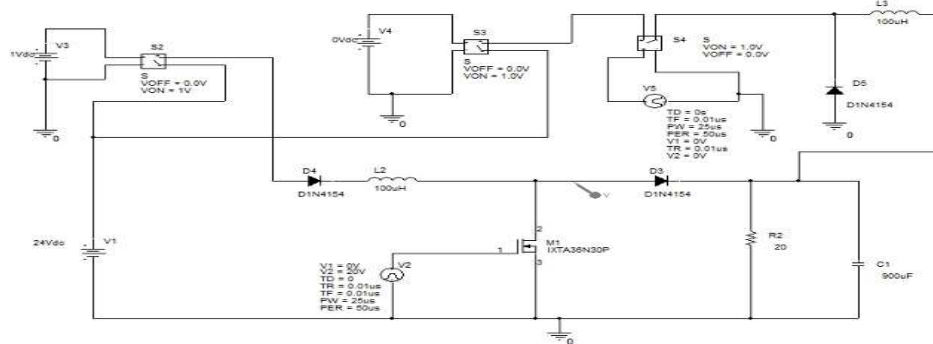 V3
1Vdc
S2
S
VOFF = 0.0V
VON = 1V
0
V4
0Vdc
S3
S
VOFF = 0.0V
VON = 1.0V
0
S4
S
VON = 1.0V
VOFF = 0.0V
V5
TD = 0s
TF = 0.01us
PW = 25us
PER = 50us
V1 = 0V
TR = 0.01us
V2 = 0V
0
L3
100uH
D5
D1N4154
0
D4
D1N4154
L2
100uH
V
D3
D1N4154
24Vdc
V1
V1 = 0V
V2 = 20V
TD = 0
TR = 0.01us
TF = 0.01us
PW = 25us
PER = 50us
V2
1
2
3
M1
IXTA36N30P
R2
20
C1
900uF
0